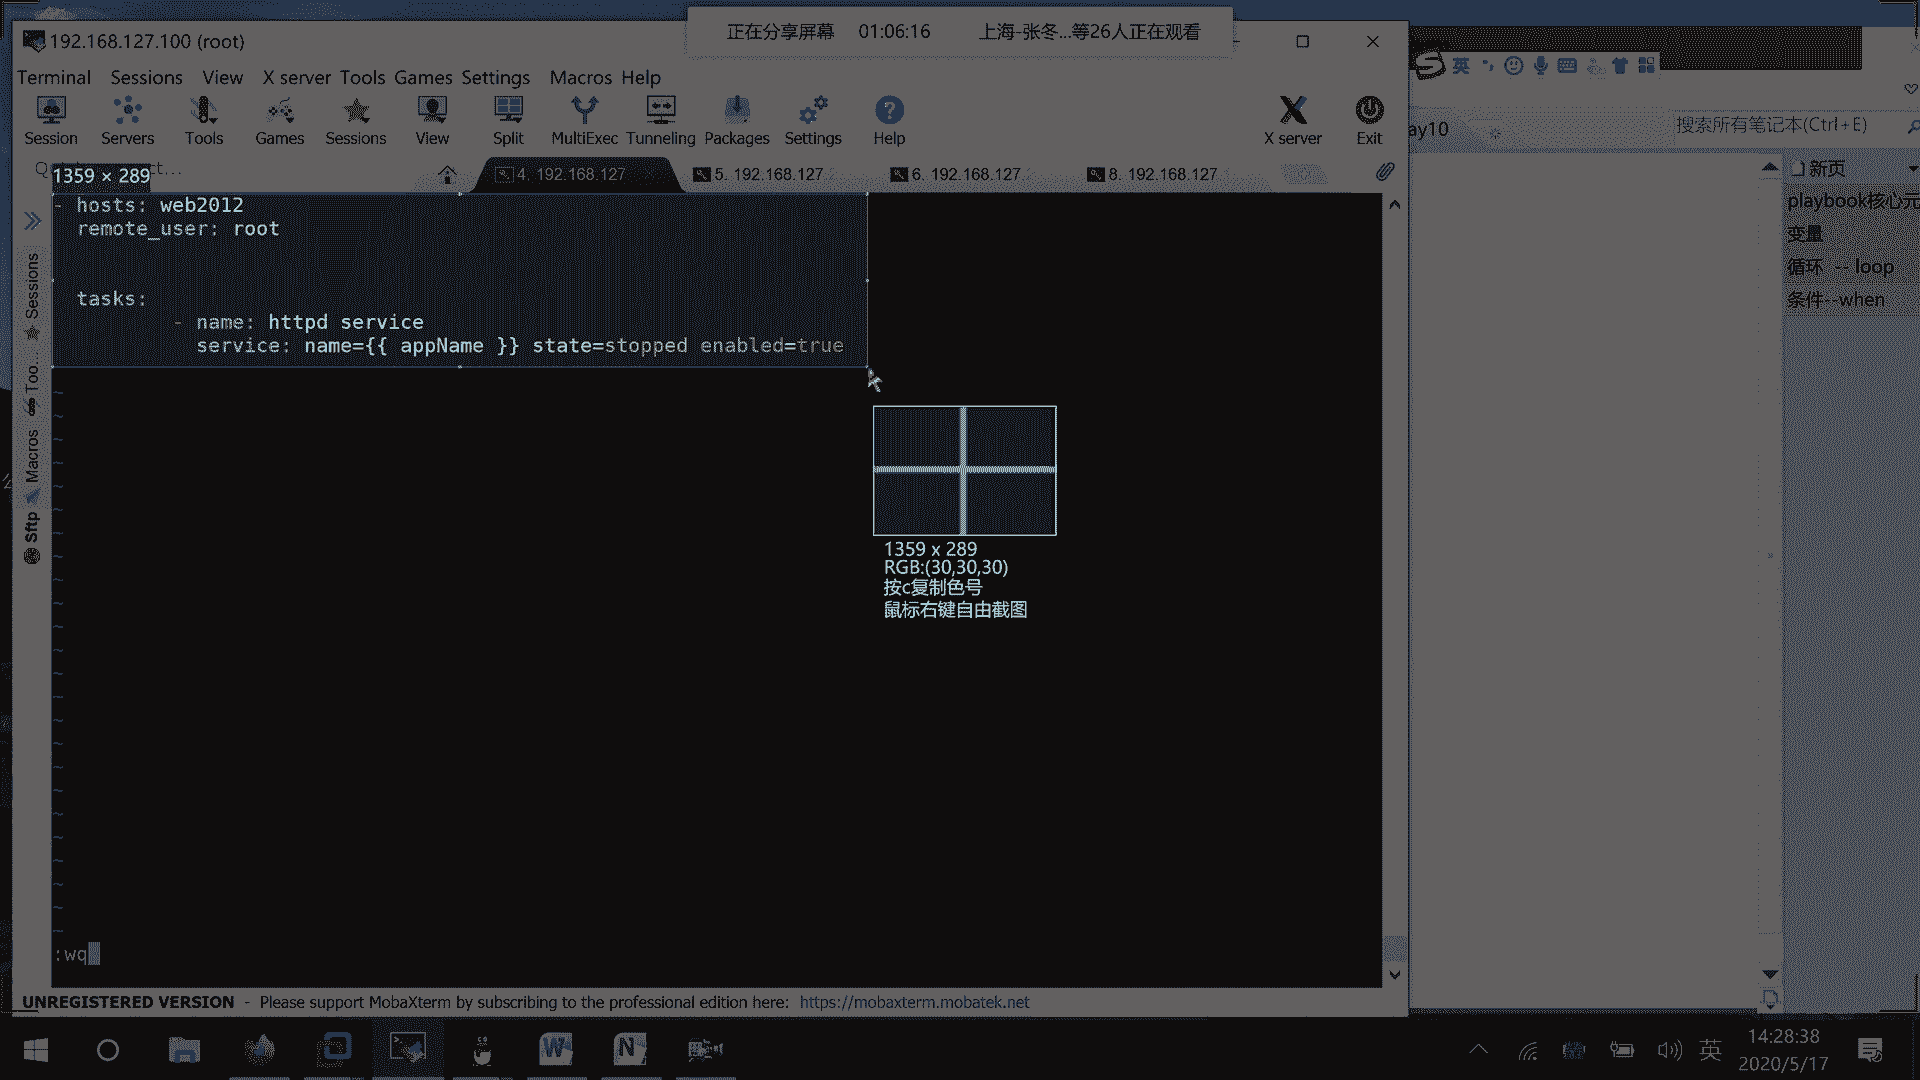 正在分享屏幕 01:06:16 上海-张冬...等26人正在观看
192.168.127.100 (root)
Terminal Sessions View X server Tools Games Settings Macros Help
英
Session Servers Tools Games Sessions View Split MultiExec Tunneling Packages Settings Help X server Exit
ay10
搜索所有笔记本(Ctrl+E)
1359 × 289
4. 192.168.127
5. 192.168.127
6. 192.168.127
8. 192.168.127
新页
playbook核心元
变量
循环 -- loop
条件--when
Sessions
Too...
Macros
Sftp
- hosts: web2012
remote_user: root
tasks:
- name: httpd service
service: name={{ appName }} state=stopped enabled=true
1359 x 289
RGB:(30,30,30)
按c复制色号
鼠标右键自由截图
:wq
UNREGISTERED VERSION - Please support MobaXterm by subscribing to the professional edition here: https://mobaxterm.mobatek.net
英
14:28:38
2020/5/17